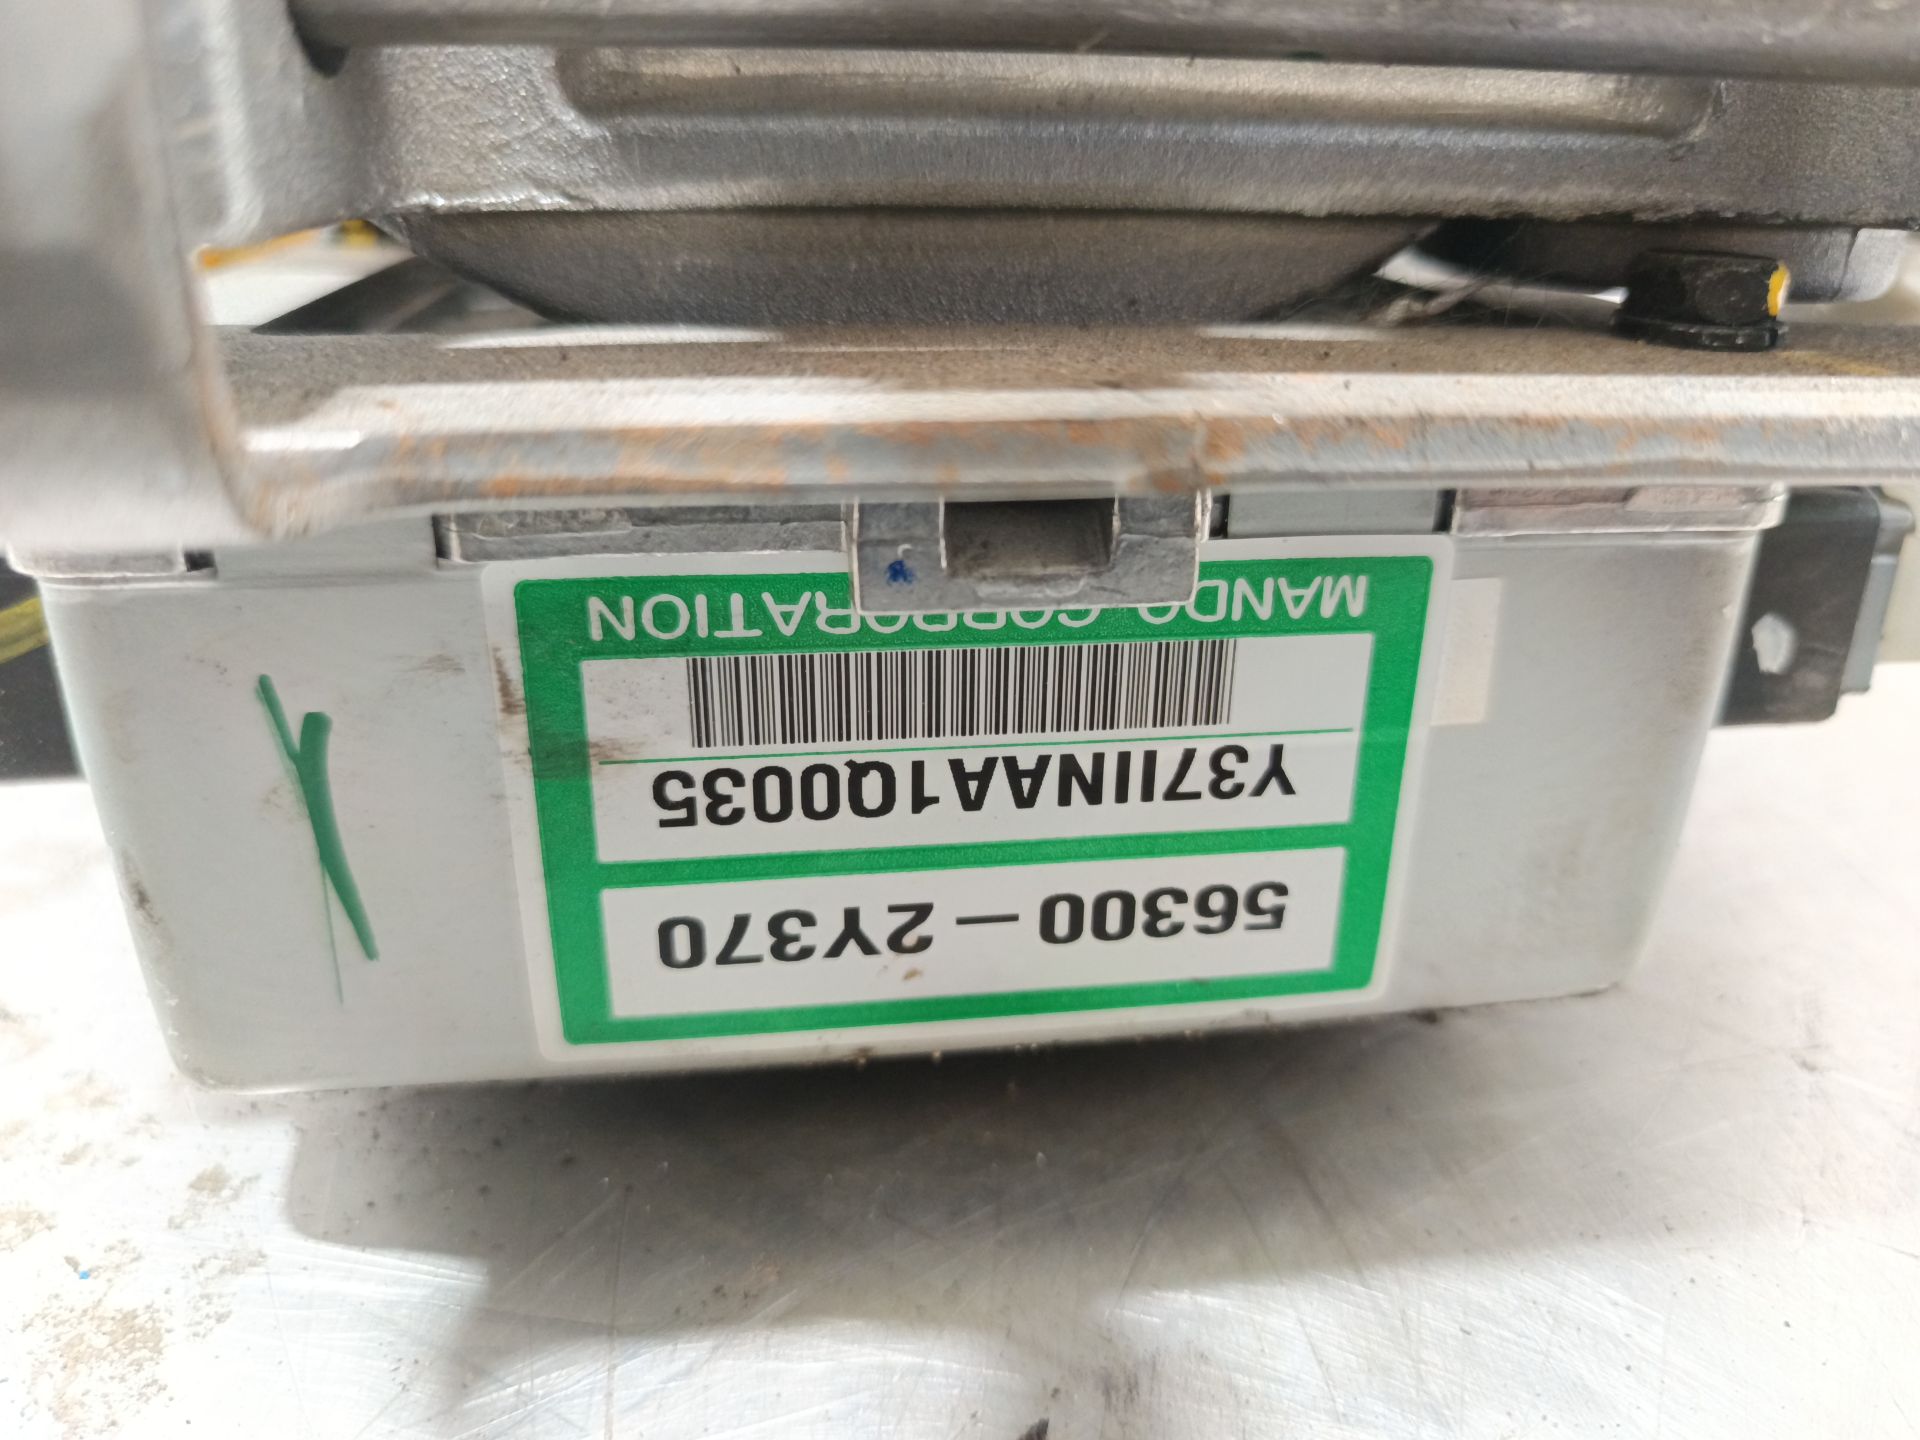 MANDO CORPORATION
Y37IINAA1Q0035
56300-2Y370